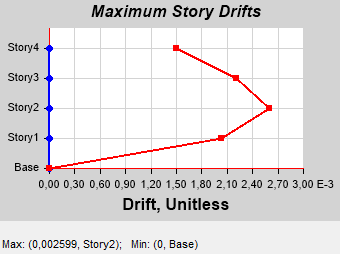 Maximum Story Drifts
Story4
Story3
Story2
Story1
Base
0,00 0,30 0,60 0,90 1,20 1,50 1,80 2,10 2,40 2,70 3,00 E-3
Drift, Unitless
Max: (0,002599, Story2); Min: (0, Base)